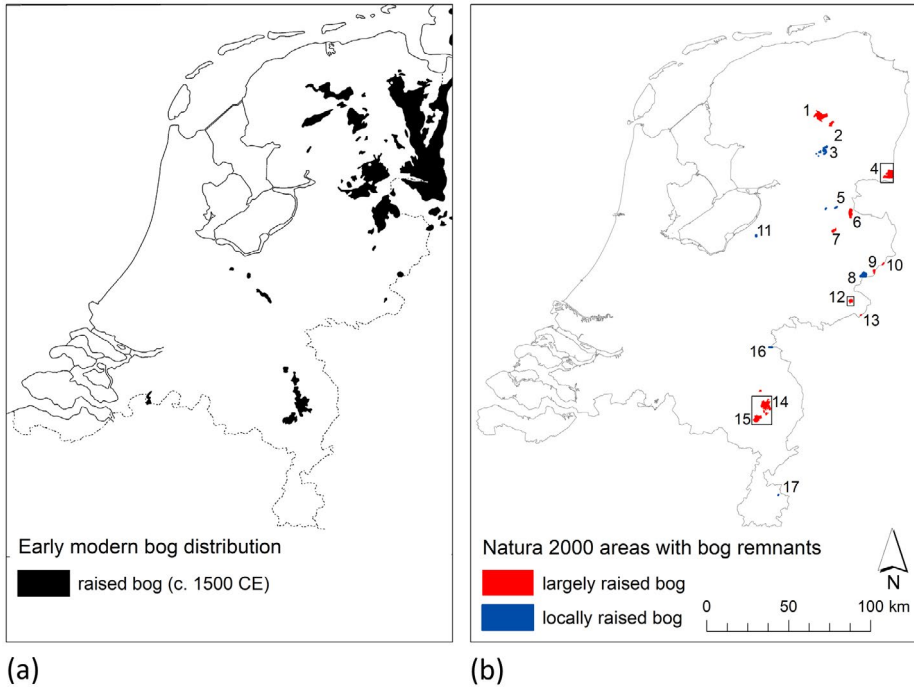 Early modern bog distribution
raised bog (c. 1500 CE)
(a)
1
2
3
4
5
6
7
11
8
9
10
12
13
16
14
15
17
Natura 2000 areas with bog remnants
largely raised bog
locally raised bog
N
0 50 100 km
(b)